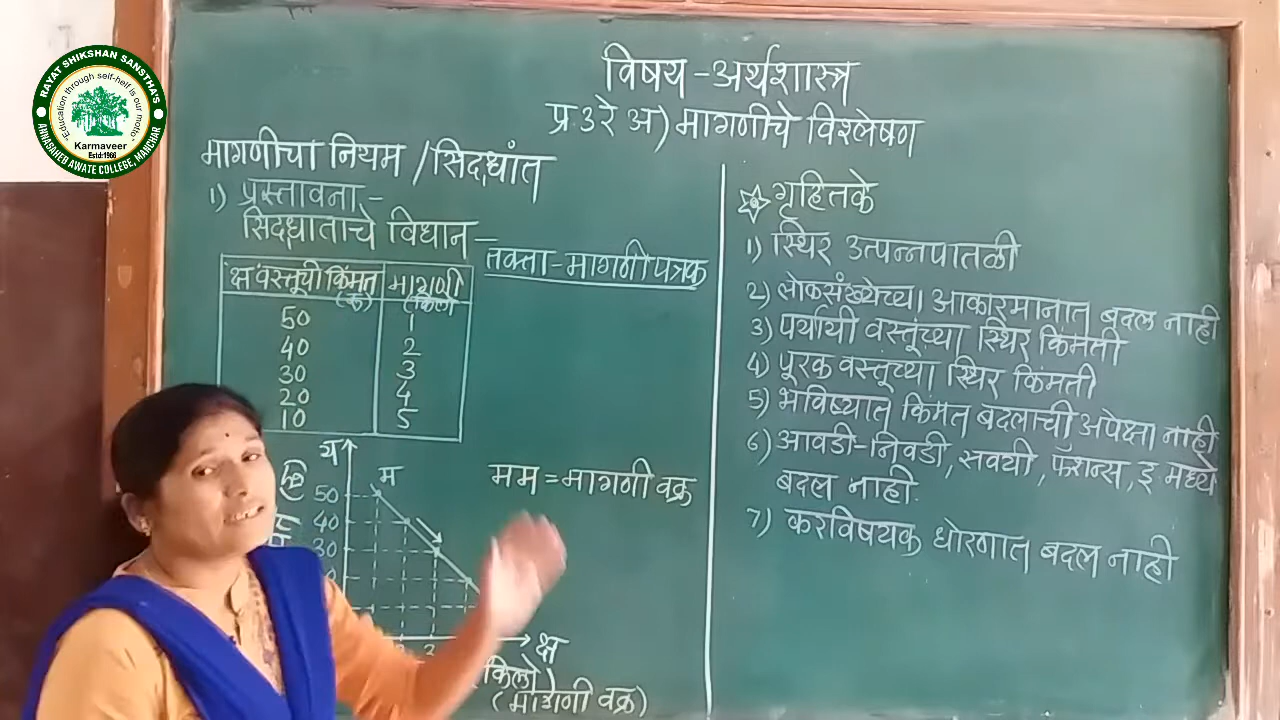 RAYAT SHIKSHAN SANSTHA'S
"Education through self-help is our motto"
Karmaveer
Estd:1966
ANNASAHEB AWATE COLLEGE, MANCHAR
विषय - अर्थशास्त्र
प्र. 3रे अ) मागणीचे विश्लेषण
मागणीचा नियम / सिद्धांत
1) प्रस्तावना -
सिद्धाताचे विधान -
तक्ता - मागणी पत्रक
क्ष वस्तूची किंमत (रु) मागणी (किलो)
50 1
40 2
30 3
20 4
10 5
य
म
50
40
30
मम = मागणी वक्र
क्ष
(किलो)
(मागणी वक्र)
गृहितके
1) स्थिर उत्पन्नपातळी
2) लोकसंख्येच्या आकारमानात बदल नाही
3) पर्यायी वस्तूंच्या स्थिर किंमती
4) पूरक वस्तूंच्या स्थिर किंमती
5) भविष्यात किंमत बदलाची अपेक्षा नाही
6) आवडी-निवडी, सवयी, फॅशन्स, इ मध्ये
बदल नाही.
7) करविषयक धोरणात बदल नाही